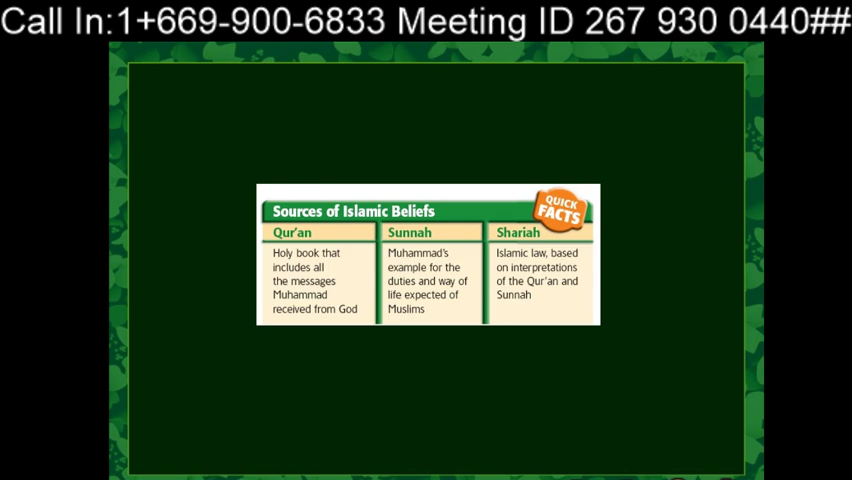 Call In:1+669-900-6833 Meeting ID 267 930 0440##
QUICK
FACTS
Sources of Islamic Beliefs
Qur'an
Holy book that
includes all
the messages
Muhammad
received from God
Sunnah
Muhammad's
example for the
duties and way of
life expected of
Muslims
Shariah
Islamic law, based
on interpretations
of the Qur'an and
Sunnah